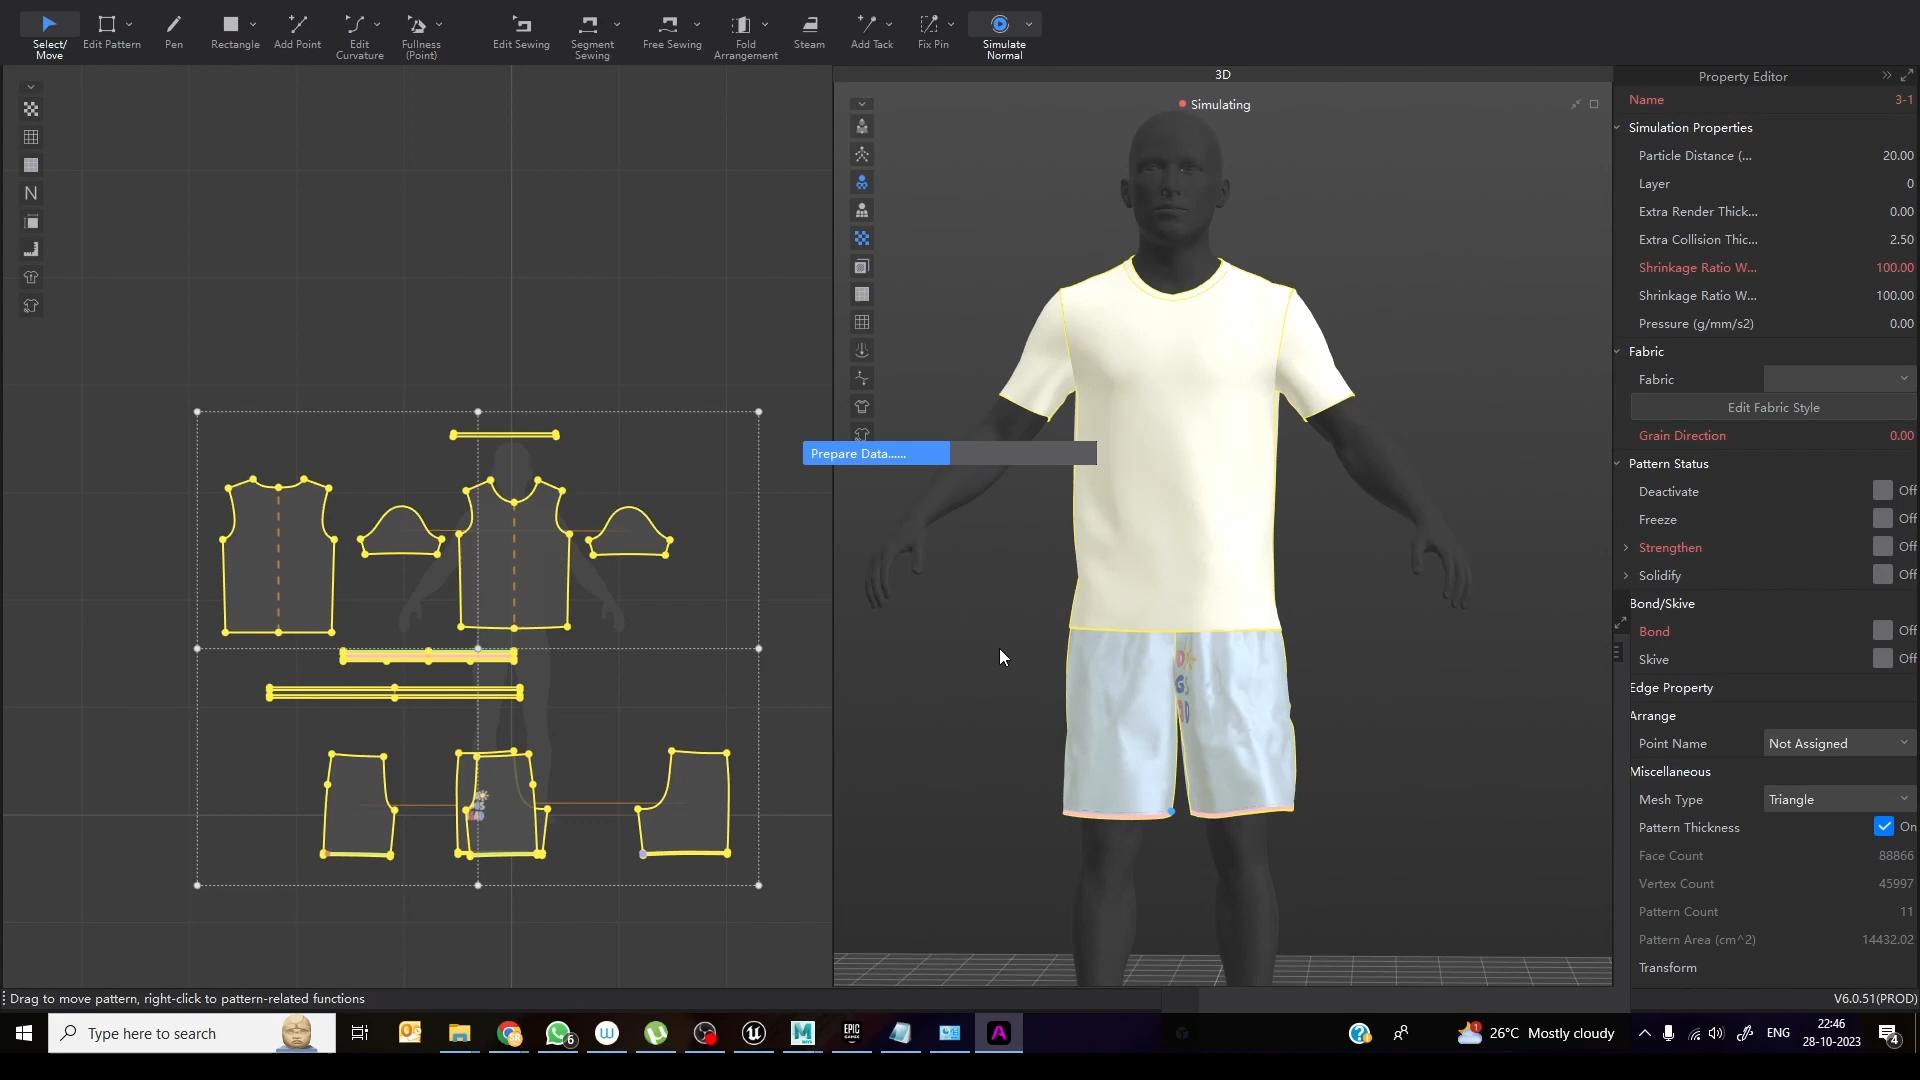 Select/
Move
Edit Pattern
Pen
Rectangle
Add Point
Edit
Curvature
Fullness
(Point)
Edit Sewing
Segment
Sewing
Free Sewing
Fold
Arrangement
Steam
Add Tack
Fix Pin
Simulate
Normal
3D
Simulating
Property Editor
Name 3-1
Simulation Properties
Particle Distance (... 20.00
Layer 0
Extra Render Thick... 0.00
Extra Collision Thic... 2.50
Shrinkage Ratio W... 100.00
Shrinkage Ratio W... 100.00
Pressure (g/mm/s2) 0.00
Fabric
Fabric
Edit Fabric Style
Grain Direction 0.00
Pattern Status
Deactivate Off
Freeze Off
Strengthen Off
Solidify Off
Bond/Skive
Bond Off
Skive Off
Edge Property
Arrange
Point Name Not Assigned
Miscellaneous
Mesh Type Triangle
Pattern Thickness On
Face Count 88866
Vertex Count 45997
Pattern Count 11
Pattern Area (cm^2) 14432.02
Transform
Prepare Data......
Drag to move pattern, right-click to pattern-related functions
V6.0.51(PROD)
Type here to search
6
26°C Mostly cloudy
ENG
22:46
28-10-2023
4